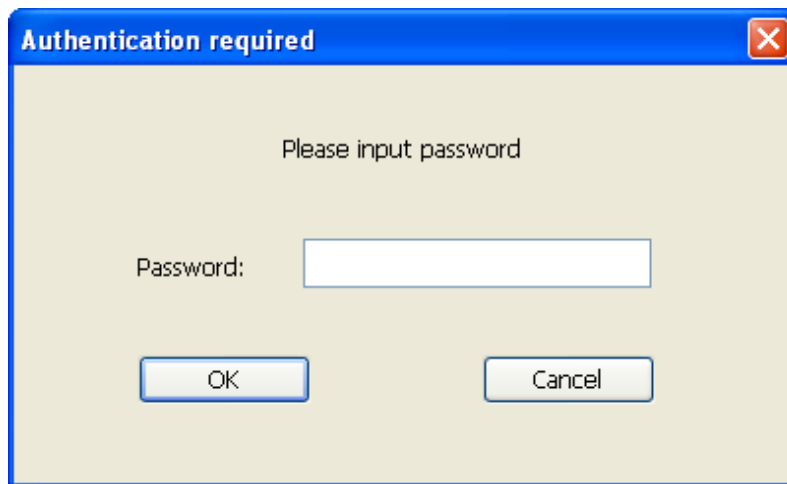 Authentication required
Please input password
Password:
OK Cancel